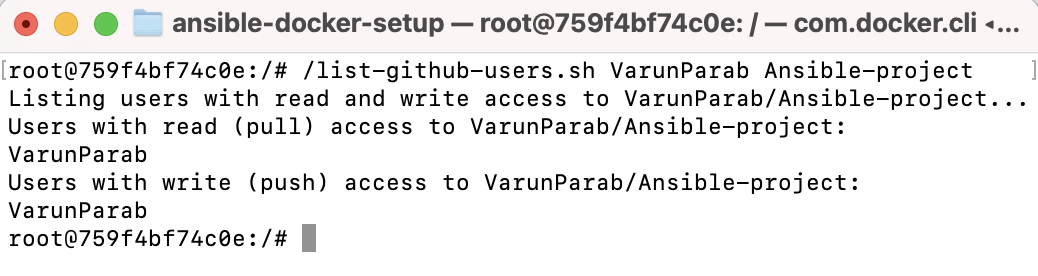 ansible-docker-setup — root@759f4bf74c0e: / — com.docker.cli ◂...
[root@759f4bf74c0e:/# /list-github-users.sh VarunParab Ansible-project ]
Listing users with read and write access to VarunParab/Ansible-project...
Users with read (pull) access to VarunParab/Ansible-project:
VarunParab
Users with write (push) access to VarunParab/Ansible-project:
VarunParab
root@759f4bf74c0e:/#